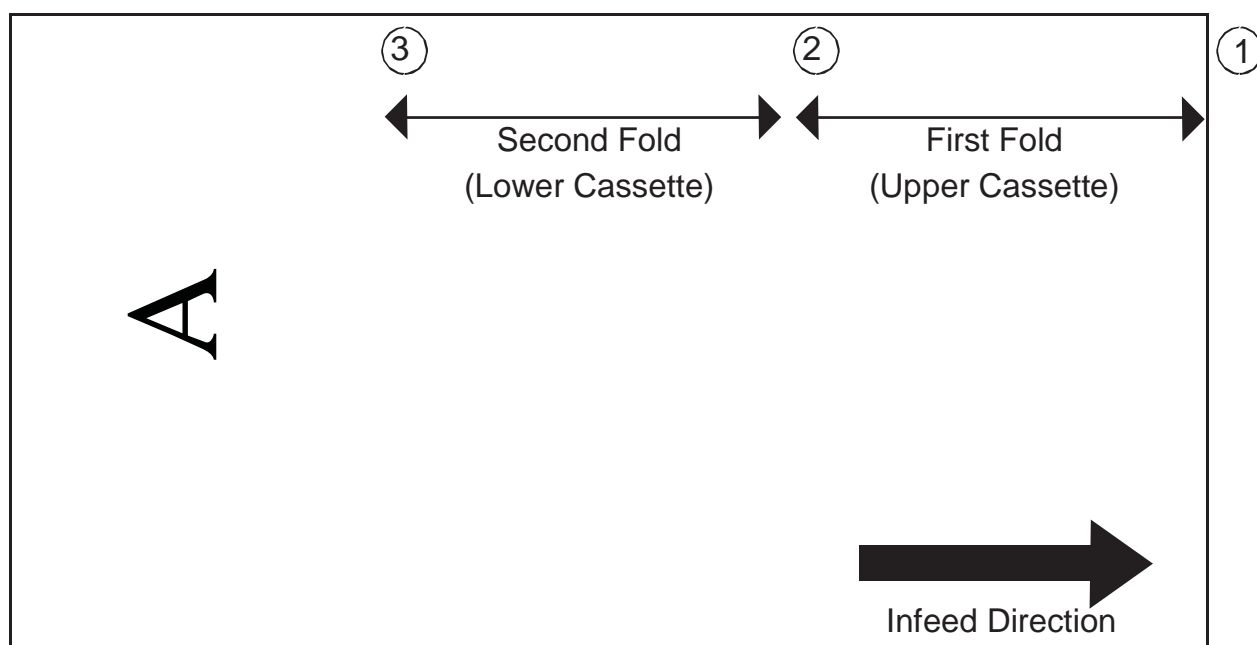 3
2
1
Second Fold
(Lower Cassette)
First Fold
(Upper Cassette)
A
Infeed Direction